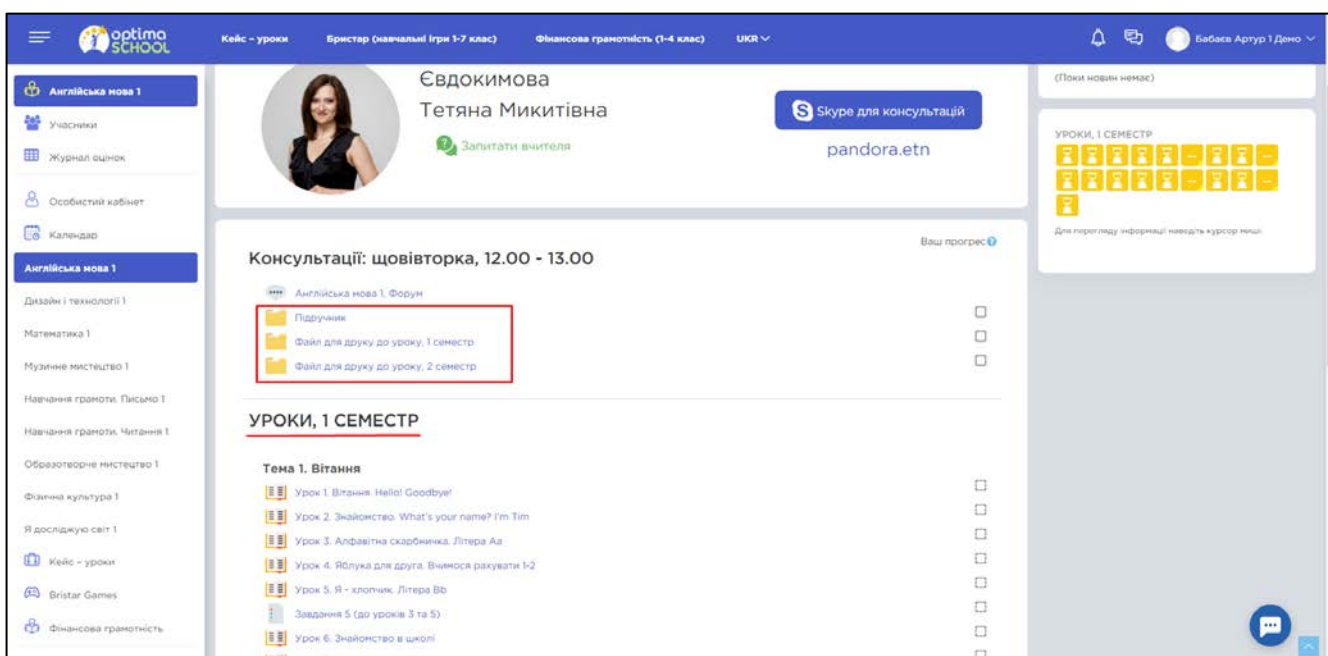 optima
SCHOOL
Кейс – уроки
Бристар (навчальні ігри 1-7 клас)
Фінансова грамотність (1-4 клас)
UKR
Бабаєв Артур 1 Демо
Англійська мова 1
Учасники
Журнал оцінок
Особистий кабінет
Календар
Англійська мова 1
Дизайн і технології 1
Математика 1
Музичне мистецтво 1
Навчання грамоти. Письмо 1
Навчання грамоти. Читання 1
Образотворче мистецтво 1
Фізична культура 1
Я досліджую світ 1
Кейс – уроки
Bristar Games
Фінансова грамотність
Євдокимова
Тетяна Микитівна
Запитати вчителя
Skype для консультацій
pandora.etn
Ваш прогрес
Консультації: щовівторка, 12.00 - 13.00
Англійська мова 1. Форум
Підручник
Файл для друку до уроку, 1 семестр
Файл для друку до уроку, 2 семестр
УРОКИ, 1 СЕМЕСТР
Тема 1. Вітання
Урок 1. Вітання. Hello! Goodbye!
Урок 2. Знайомство. What's your name? I'm Tim
Урок 3. Алфавітна скарбничка. Літера Aa
Урок 4. Яблука для друга. Вчимося рахувати 1-2
Урок 5. Я - хлопчик. Літера Bb
Завдання 5 (до уроків 3 та 5)
Урок 6. Знайомство в школі
(Поки новин немає)
УРОКИ, 1 СЕМЕСТР
Для перегляду інформації наведіть курсор миші.